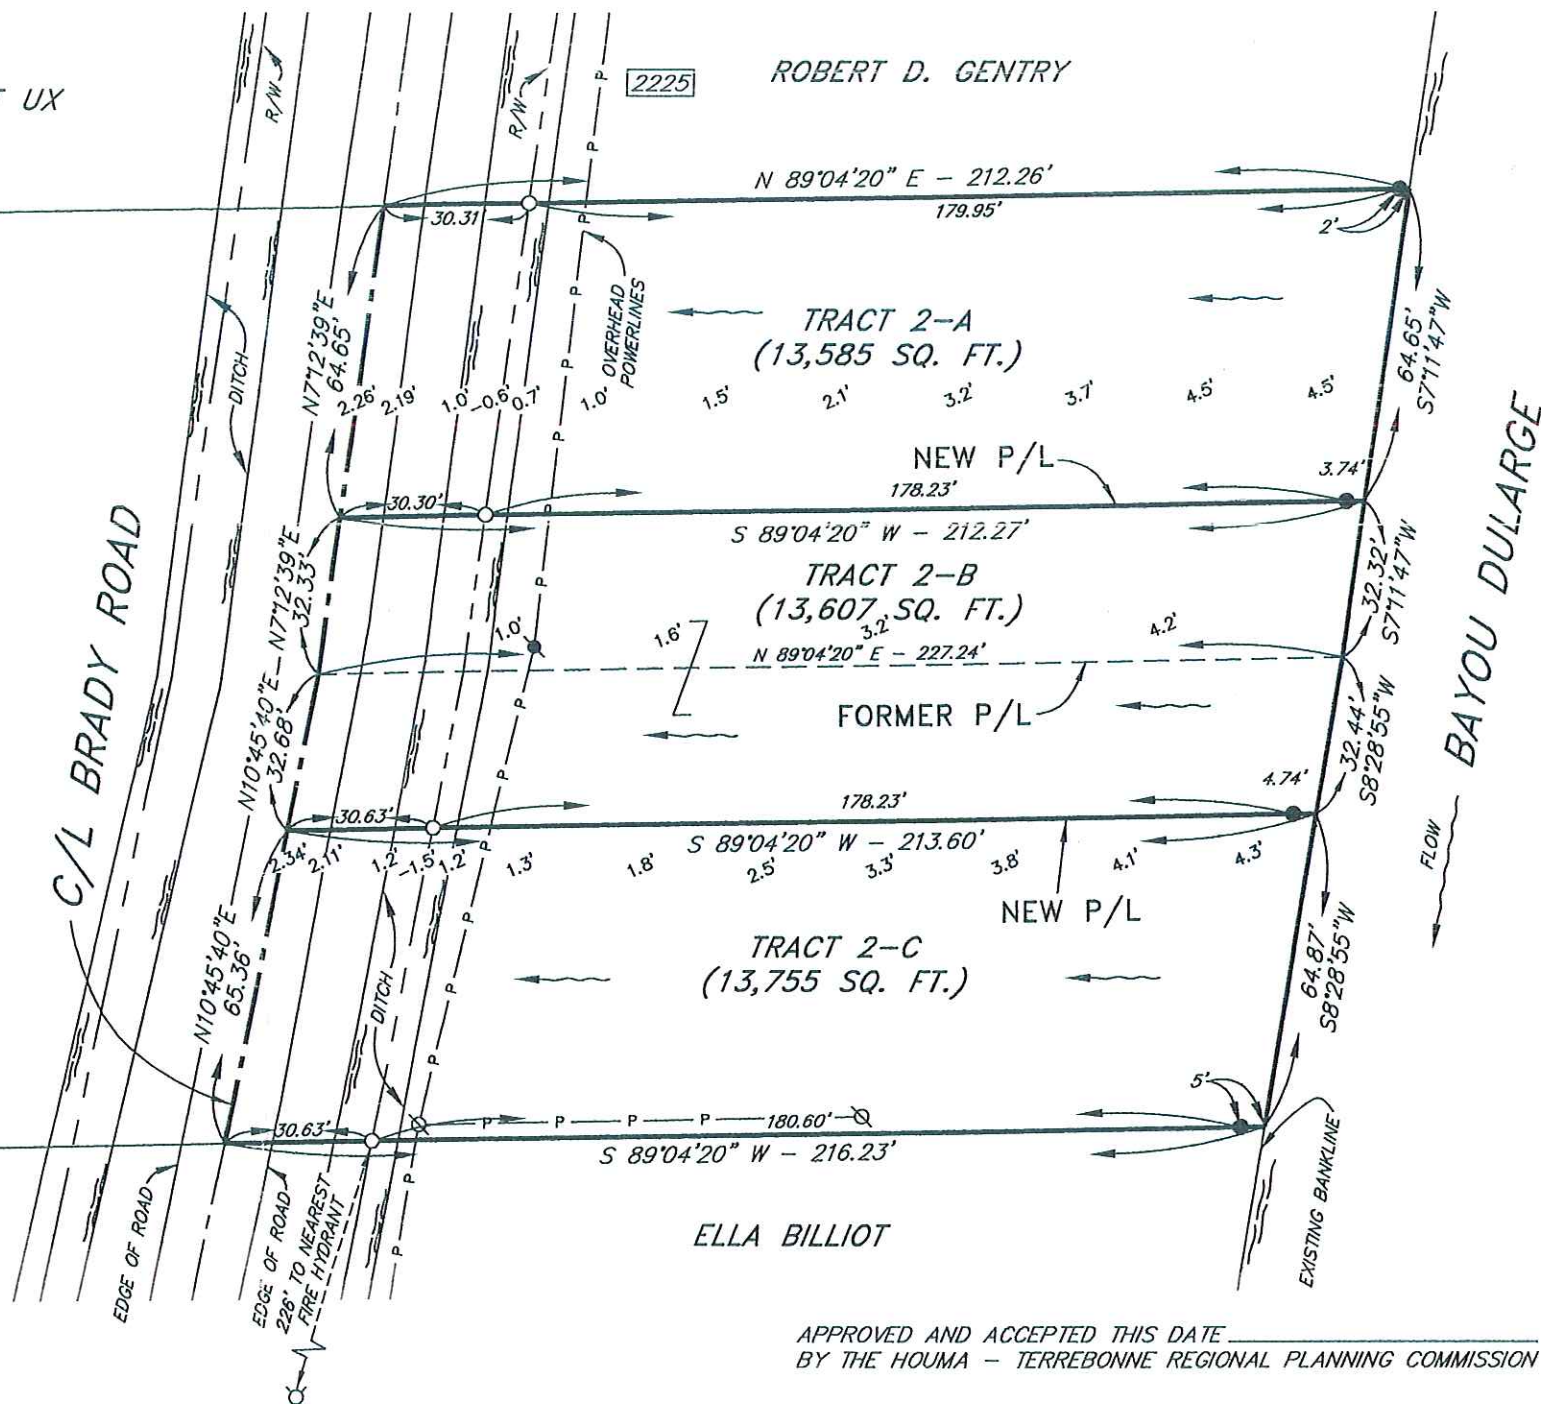 ROBERT D. GENTRY
2225
UX
R/W
R/W
P
P
N 89°04'20" E - 212.26'
30.31'
179.95'
2'
P
P
OVERHEAD
POWERLINES
P
P
P
P
TRACT 2-A
(13,585 SQ. FT.)
DITCH
N7°12'39"E
64.65'
64.65'
S7°11'47"W
2.26'
2.19'
1.0'
-0.6'
0.7'
1.0'
1.5'
2.1'
3.2'
3.7'
4.5'
4.5'
NEW P/L
30.30'
178.23'
3.74'
S 89°04'20" W - 212.27'
TRACT 2-B
(13,607 SQ. FT.)
N7°12'39"E
32.33'
32.32'
S7°11'47"W
1.0'
1.6'
3.2'
4.2'
N 89°04'20" E - 227.24'
FORMER P/L
N10°45'40"E
32.68'
32.44'
S8°28'55"W
P
P
P
P
30.63'
178.23'
4.74'
S 89°04'20" W - 213.60'
2.34'
2.11'
1.2'
-1.5'
1.2'
1.3'
1.8'
2.5'
3.3'
3.8'
4.1'
4.3'
NEW P/L
TRACT 2-C
(13,755 SQ. FT.)
N10°45'40"E
65.36'
64.87'
S8°28'55"W
C/L BRADY ROAD
BAYOU DULARGE
FLOW
DITCH
P
P
P
30.63'
P
P
P
P
180.60'
5'
S 89°04'20" W - 216.23'
P
P
EDGE OF ROAD
EDGE OF ROAD
226' TO NEAREST
FIRE HYDRANT
ELLA BILLIOT
EXISTING BANKLINE
APPROVED AND ACCEPTED THIS DATE
BY THE HOUMA - TERREBONNE REGIONAL PLANNING COMMISSION